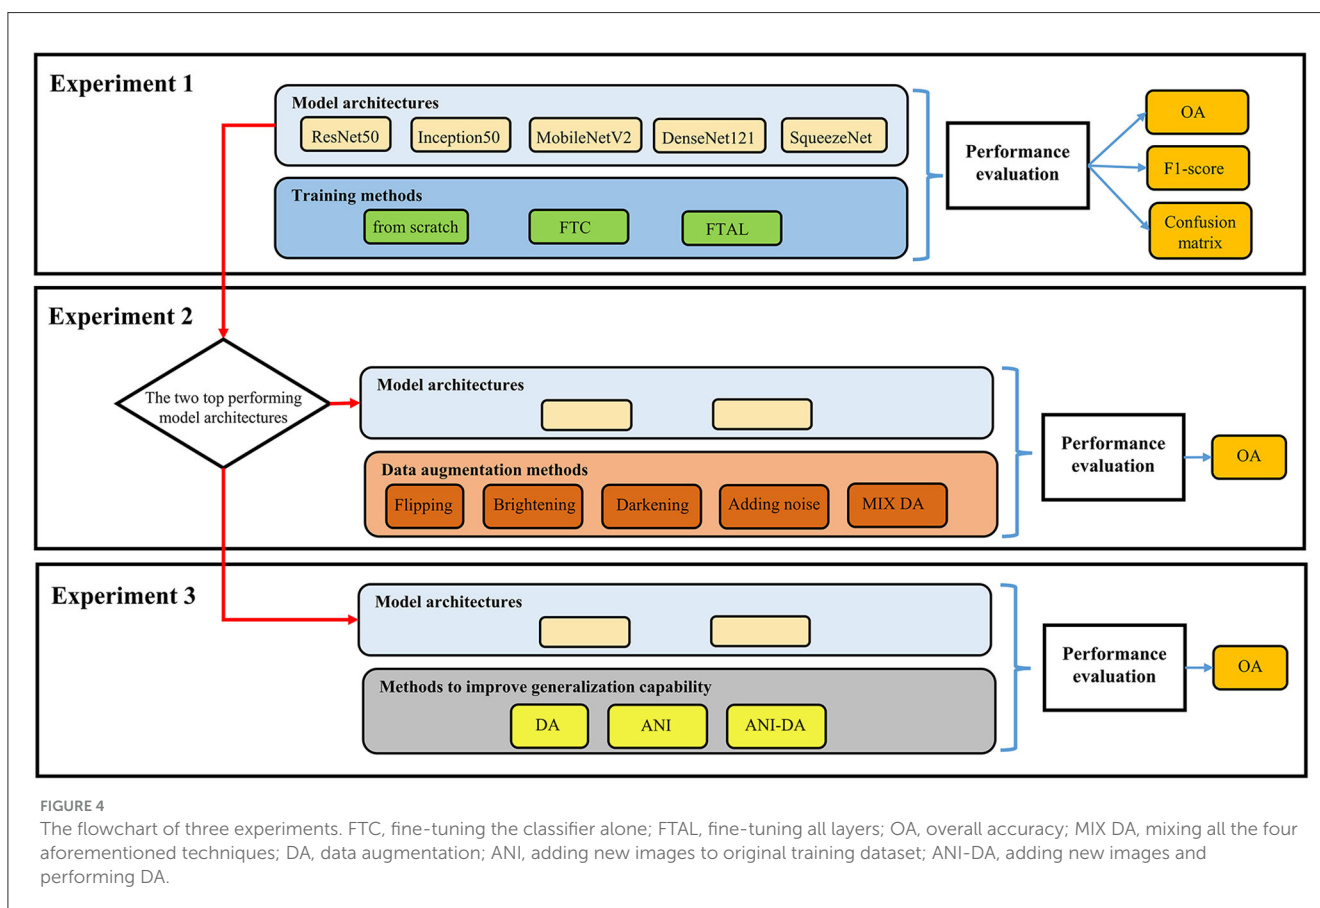 Experiment 1
Model architectures
ResNet50
Inception50
MobileNetV2
DenseNet121
SqueezeNet
Training methods
from scratch
FTC
FTAL
Performance
evaluation
OA
F1-score
Confusion
matrix
Experiment 2
The two top performing
model architectures
Model architectures
Data augmentation methods
Flipping
Brightening
Darkening
Adding noise
MIX DA
Performance
evaluation
OA
Experiment 3
Model architectures
Methods to improve generalization capability
DA
ANI
ANI-DA
Performance
evaluation
OA
FIGURE 4
The flowchart of three experiments. FTC, fine-tuning the classifier alone; FTAL, fine-tuning all layers; OA, overall accuracy; MIX DA, mixing all the four
aforementioned techniques; DA, data augmentation; ANI, adding new images to original training dataset; ANI-DA, adding new images and
performing DA.